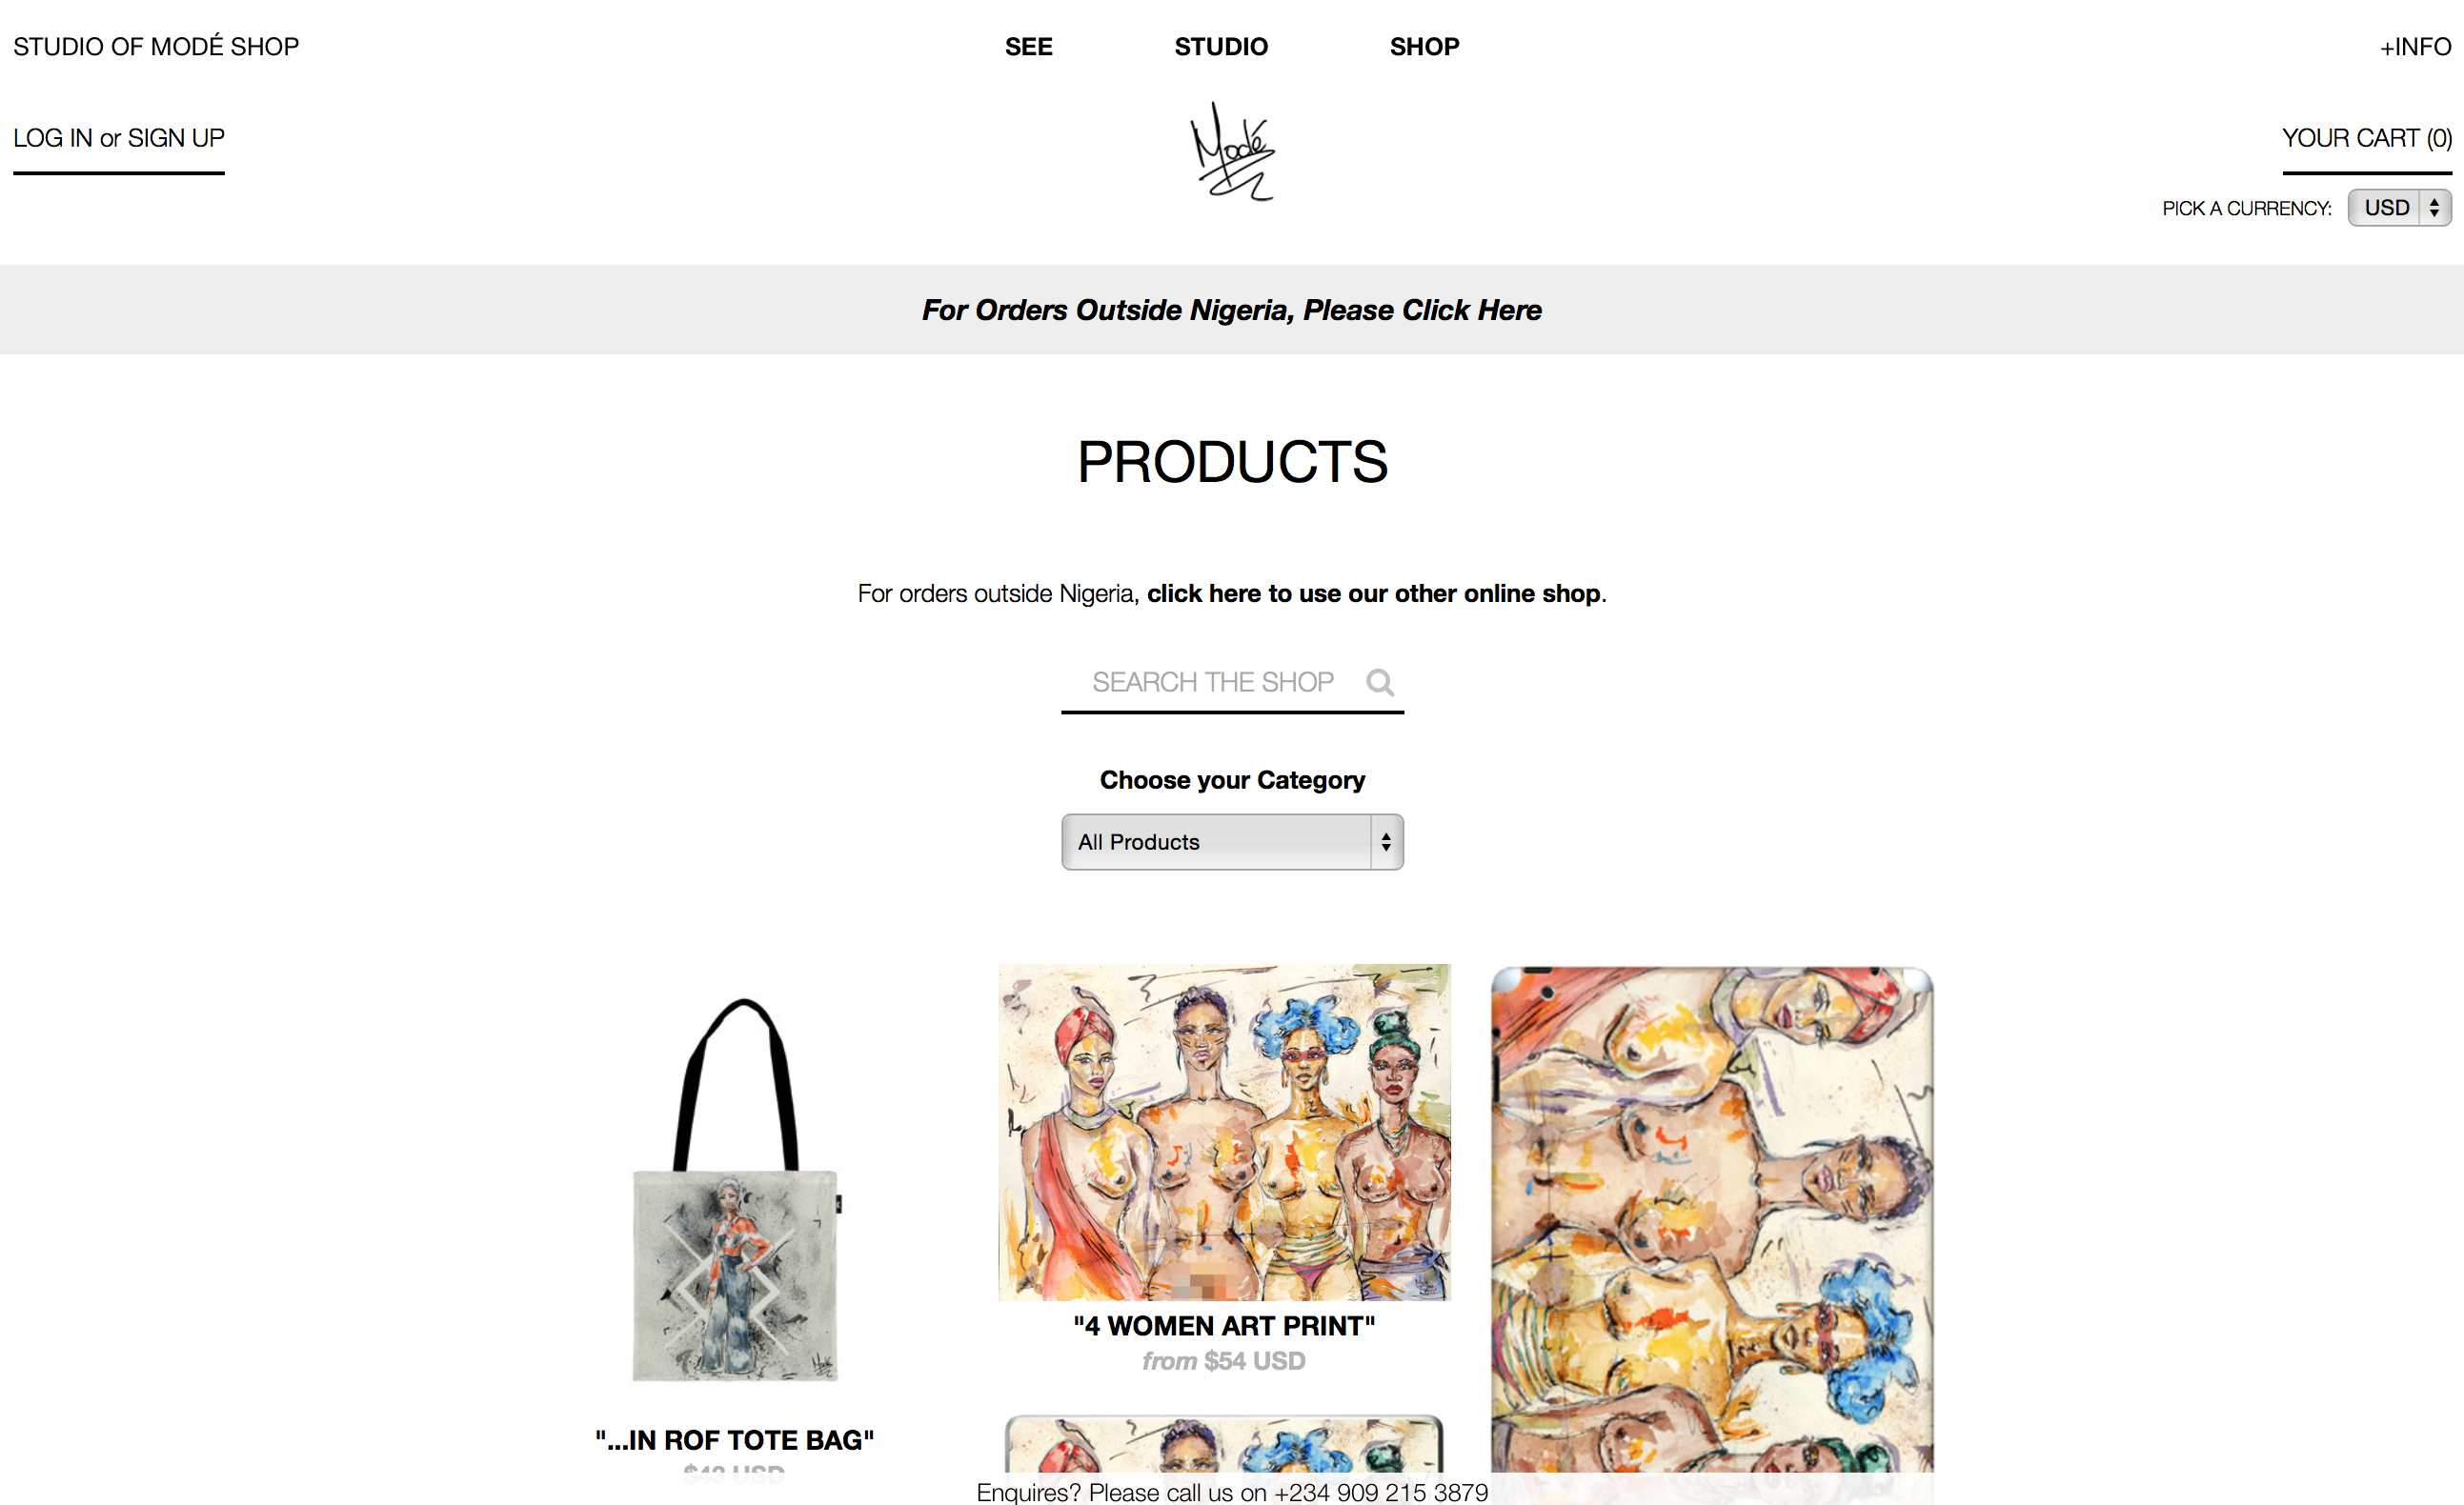 STUDIO OF MODÉ SHOP
SEE
STUDIO
SHOP
+INFO
LOG IN or SIGN UP
Modé
YOUR CART (0)
PICK A CURRENCY: USD
For Orders Outside Nigeria, Please Click Here
PRODUCTS
For orders outside Nigeria, click here to use our other online shop.
SEARCH THE SHOP
Choose your Category
All Products
"4 WOMEN ART PRINT"
from $54 USD
"...IN ROF TOTE BAG"
Enquires? Please call us on +234 909 215 3879